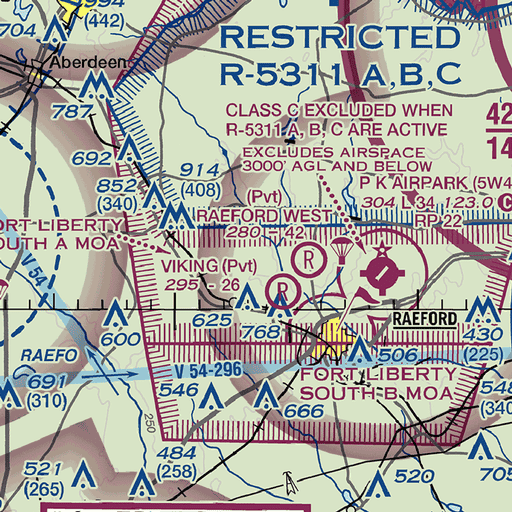 704
994
(442)
Aberdeen
RESTRICTED
R-5311 A,B,C
787
CLASS C EXCLUDED WHEN
R-5311 A, B, C ARE ACTIVE
42
14
EXCLUDES AIRSPACE
3000' AGL AND BELOW
692
914
(408)
852
(340)
P K AIRPARK (5W4
304 L 34 123.0 C
RP 22
(Pvt)
RAEFORD WEST
280 - 42
ORT LIBERTY
SOUTH A MOA
V 54
VIKING (Pvt)
295 - 26
R
R
600
625
768
RAEFORD
430
(225)
RAEFO
506
V 54-296
FORT LIBERTY
SOUTH B MOA
691
(310)
546
666
548
(340
250
484
(258)
521
(265)
520
705